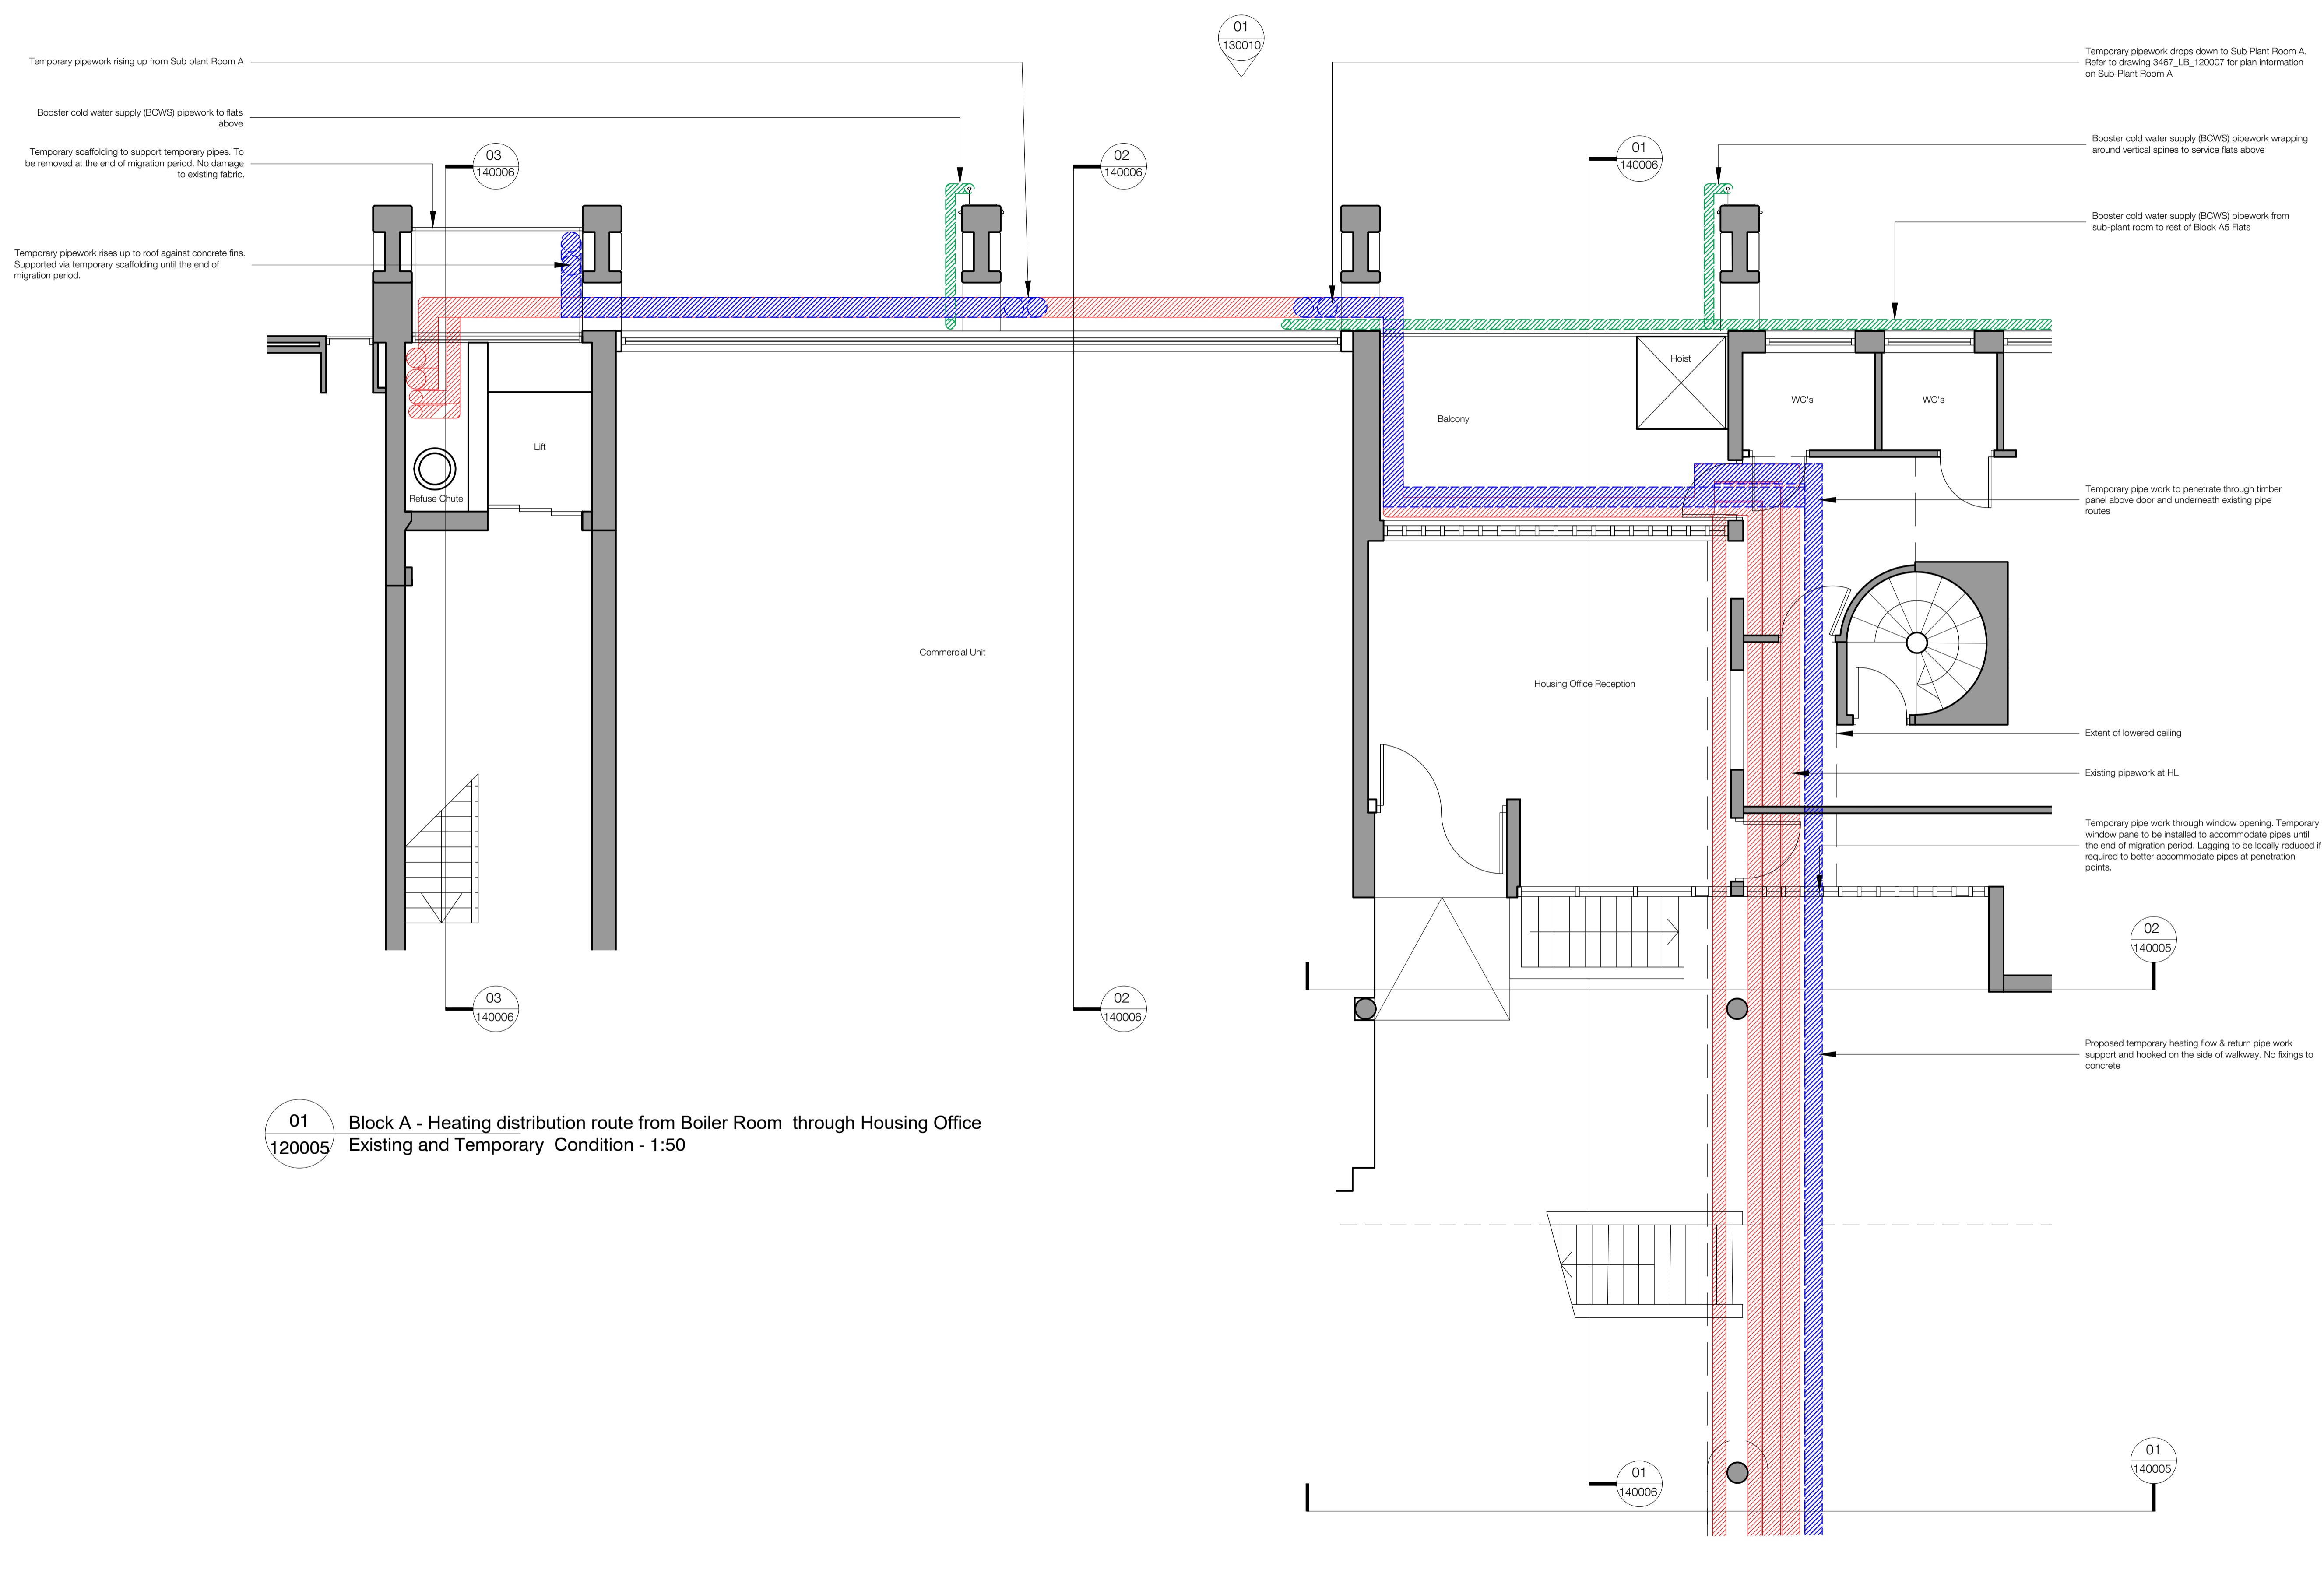 01
130010
Temporary pipework rising up from Sub plant Room A
Temporary pipework drops down to Sub Plant Room A.
Refer to drawing 3467_LB_120007 for plan information
on Sub-Plant Room A
Booster cold water supply (BCWS) pipework to flats
above
Temporary scaffolding to support temporary pipes. To
be removed at the end of migration period. No damage
to existing fabric.
03
140006
02
140006
01
140006
Booster cold water supply (BCWS) pipework wrapping
around vertical spines to service flats above
Booster cold water supply (BCWS) pipework from
sub-plant room to rest of Block A5 Flats
Temporary pipework rises up to roof against concrete fins.
Supported via temporary scaffolding until the end of
migration period.
Hoist
WC's
WC's
Balcony
Lift
Refuse Chute
Temporary pipe work to penetrate through timber
panel above door and underneath existing pipe
routes
Commercial Unit
Housing Office Reception
Extent of lowered ceiling
Existing pipework at HL
Temporary pipe work through window opening. Temporary
window pane to be installed to accommodate pipes until
the end of migration period. Lagging to be locally reduced if
required to better accommodate pipes at penetration
points.
02
140005
03
140006
02
140006
Proposed temporary heating flow & return pipe work
support and hooked on the side of walkway. No fixings to
concrete
01
120005
Block A - Heating distribution route from Boiler Room  through Housing Office
Existing and Temporary  Condition - 1:50
01
140006
01
140005